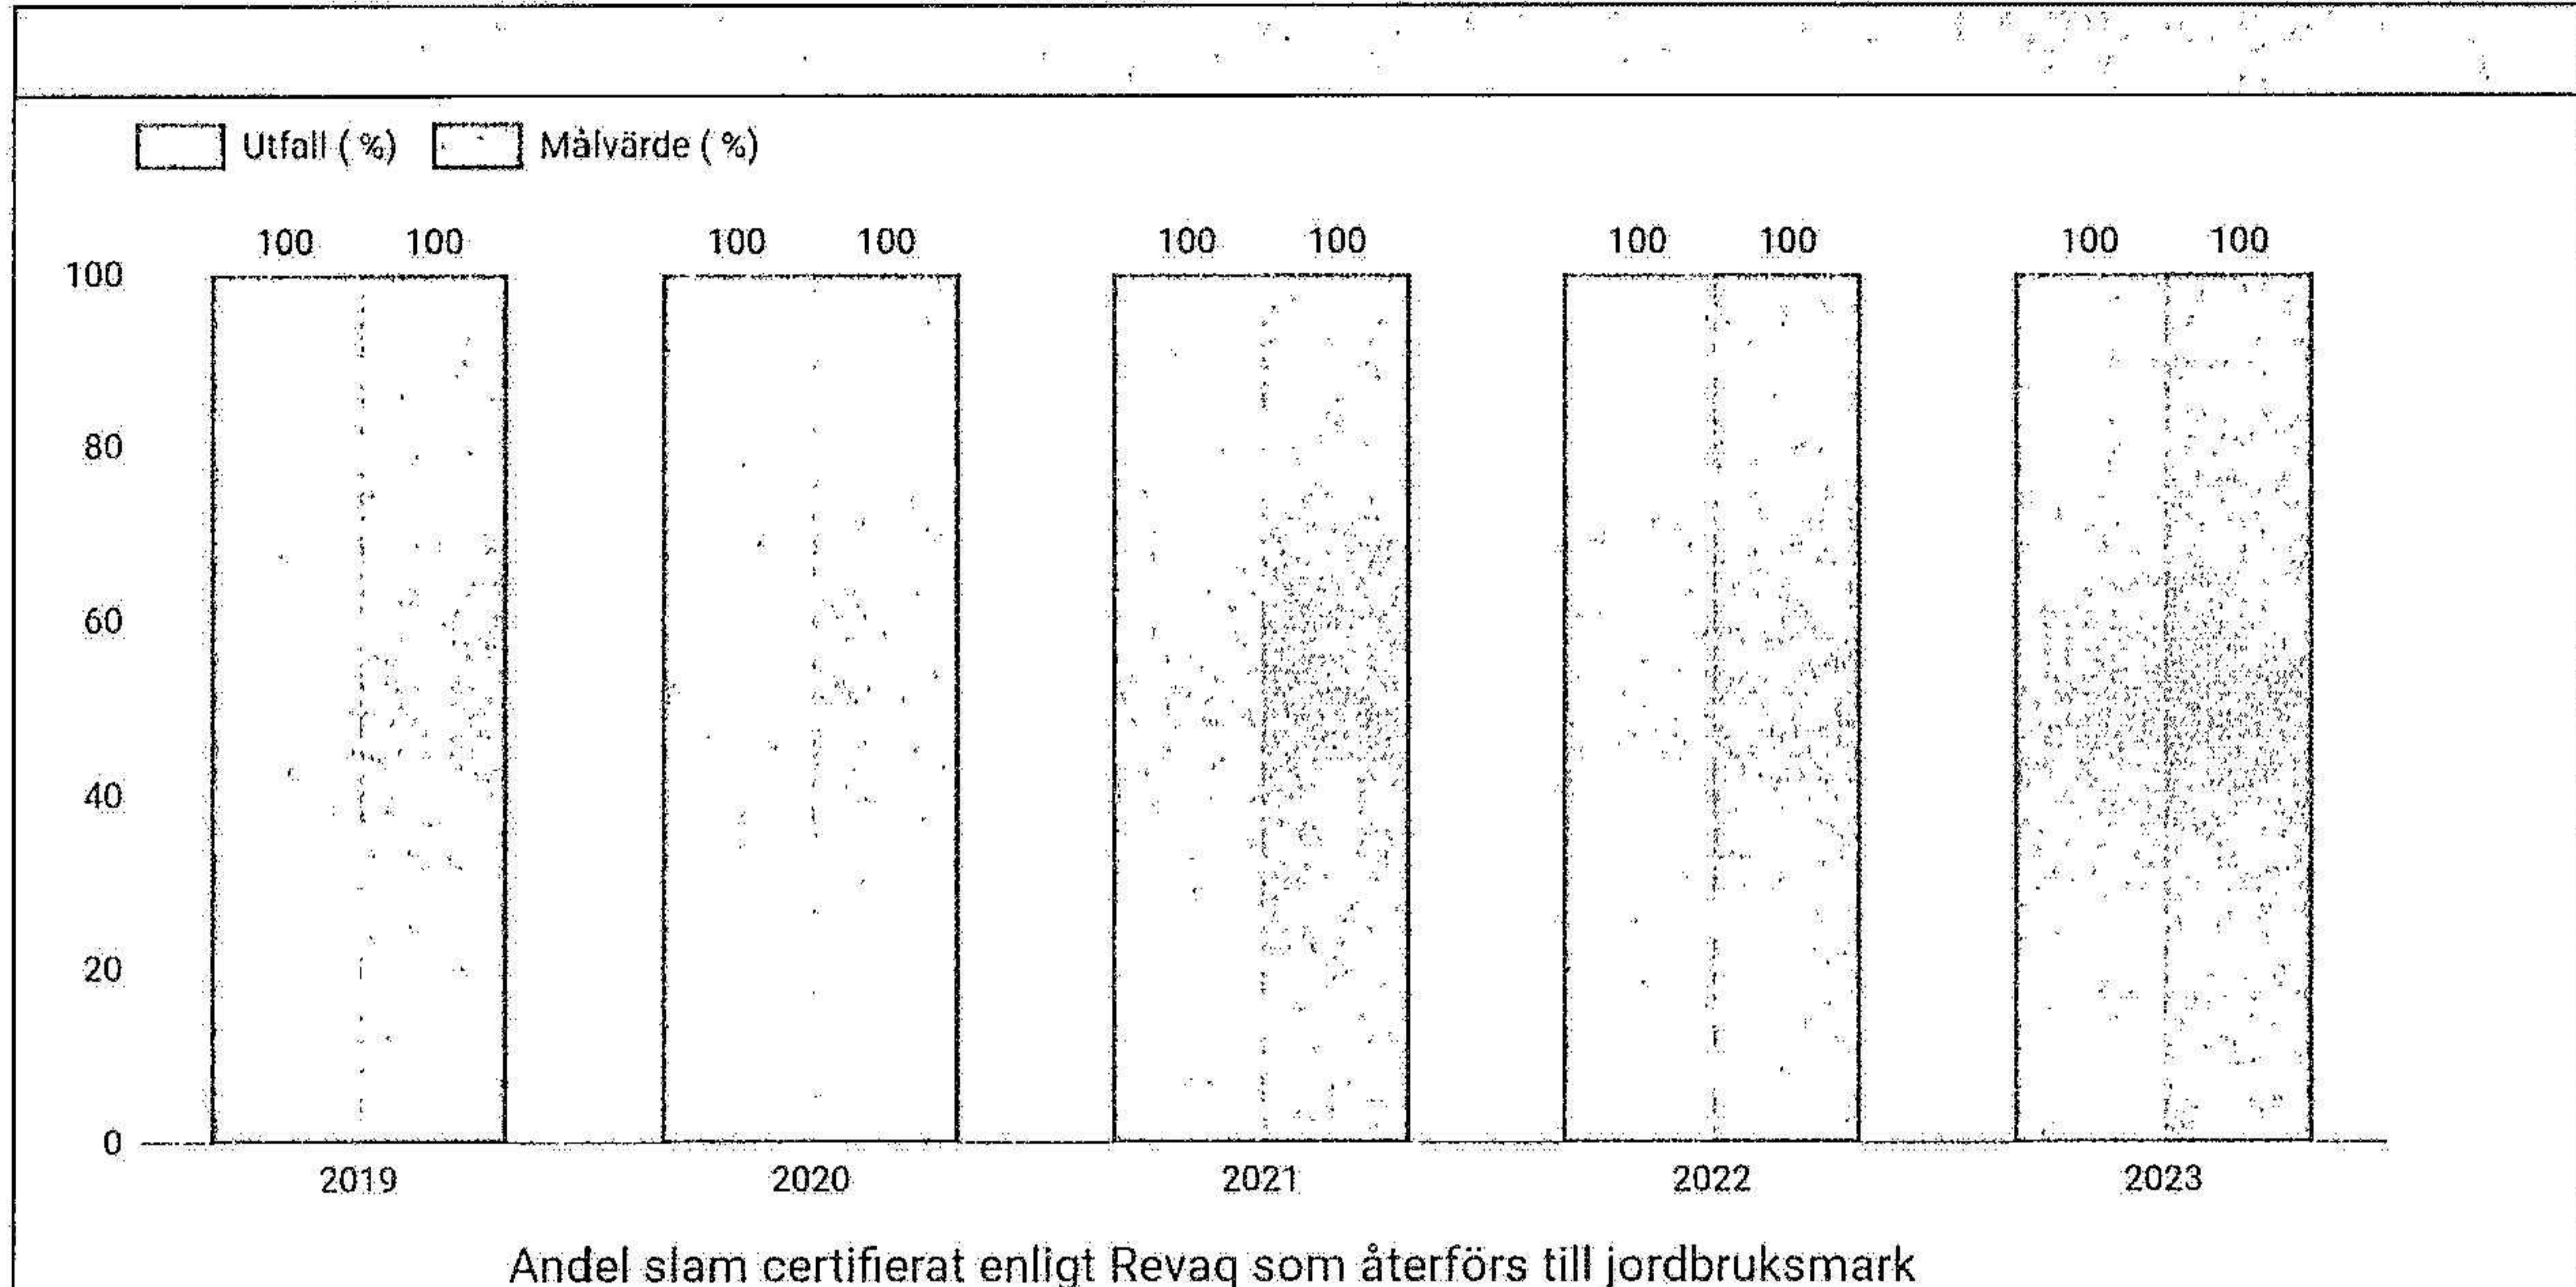 Utfall (%) Målvärde (%)
100 100 100 100 100 100 100 100 100 100
100
80
60
40
20
0
2019 2020 2021 2022 2023
Andel slam certifierat enligt Revaq som återförs till jordbruksmark